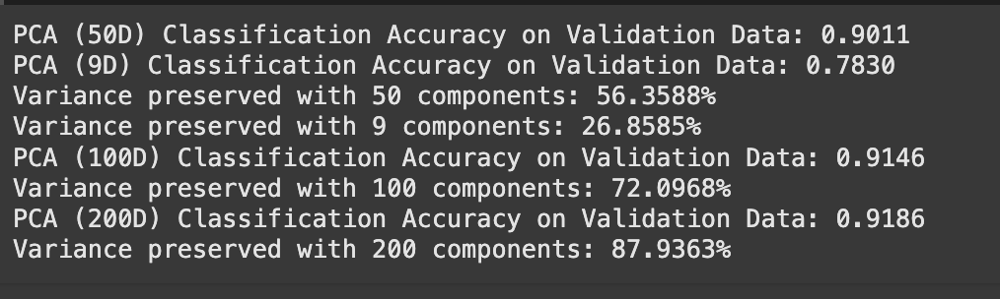 PCA (50D) Classification Accuracy on Validation Data: 0.9011
PCA (9D) Classification Accuracy on Validation Data: 0.7830
Variance preserved with 50 components: 56.3588%
Variance preserved with 9 components: 26.8585%
PCA (100D) Classification Accuracy on Validation Data: 0.9146
Variance preserved with 100 components: 72.0968%
PCA (200D) Classification Accuracy on Validation Data: 0.9186
Variance preserved with 200 components: 87.9363%